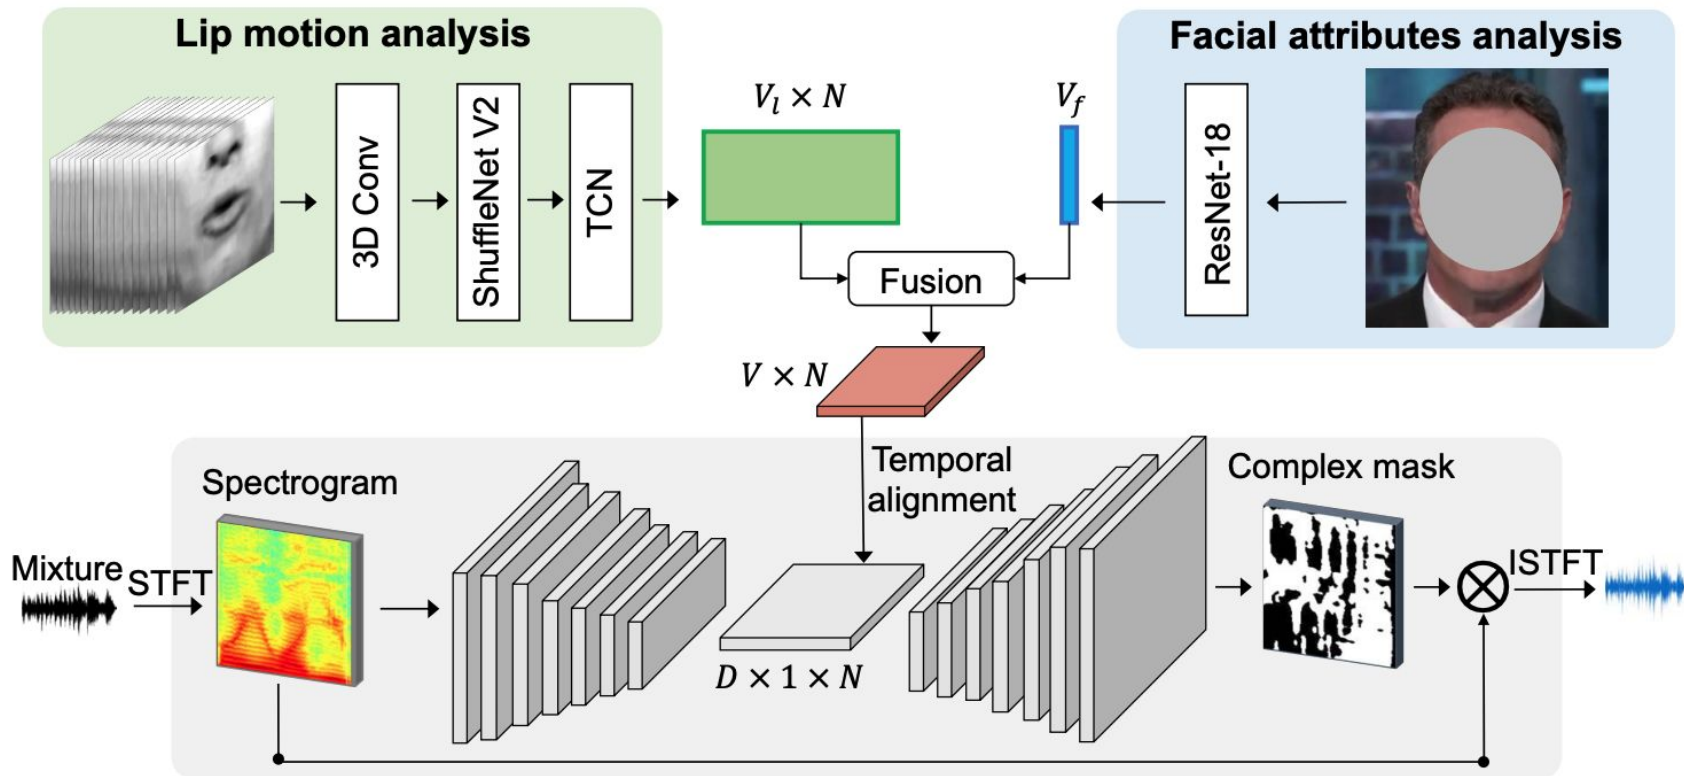 Lip motion analysis
Facial attributes analysis
3D Conv
ShuffleNet V2
TCN
V_l × N
V_f
ResNet-18
Fusion
V × N
Temporal
alignment
Spectrogram
Complex mask
Mixture
STFT
ISTFT
D × 1 × N